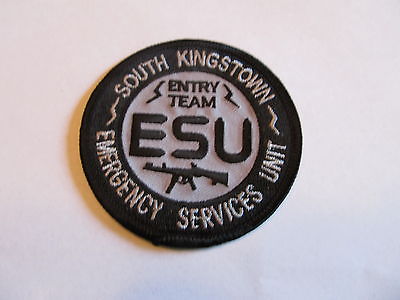 SOUTH KINGSTOWN
ENTRY
TEAM
ESU
EMERGENCY SERVICES UNIT